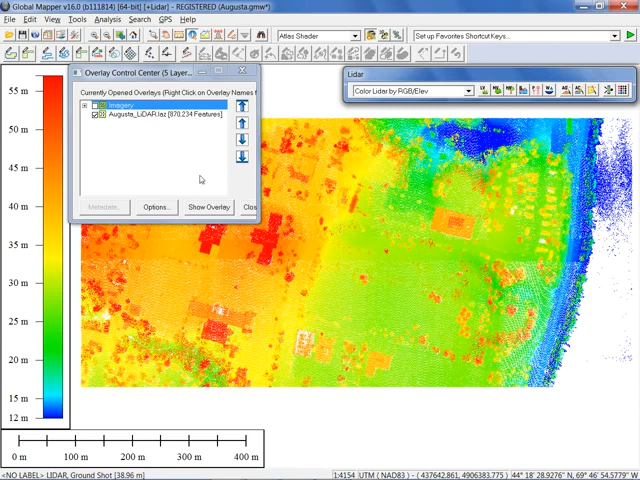 Global Mapper v16.0 (b111814) [64-bit] [+Lidar] - REGISTERED (Augusta.gmw*)
File Edit View Tools Analysis Search GPS Help
Atlas Shader
Set up Favorites Shortcut Keys...
Overlay Control Center (5 Layer...
Currently Opened Overlays (Right Click on Overlay Names f
Imagery
Augusta_LiDAR.laz [870,234 Features]
Metadata...
Options...
Show Overlay
Clos
Lidar
Color Lidar by RGB/Elev
55 m
50 m
45 m
40 m
35 m
30 m
25 m
20 m
15 m
12 m
0 m
100 m
200 m
300 m
400 m
<NO LABEL> LIDAR, Ground Shot [38.96 m]
1:4154
UTM (NAD83) - (437642.861, 4906383.775)
44° 18' 28.9276" N, 69° 46' 54.5779" W